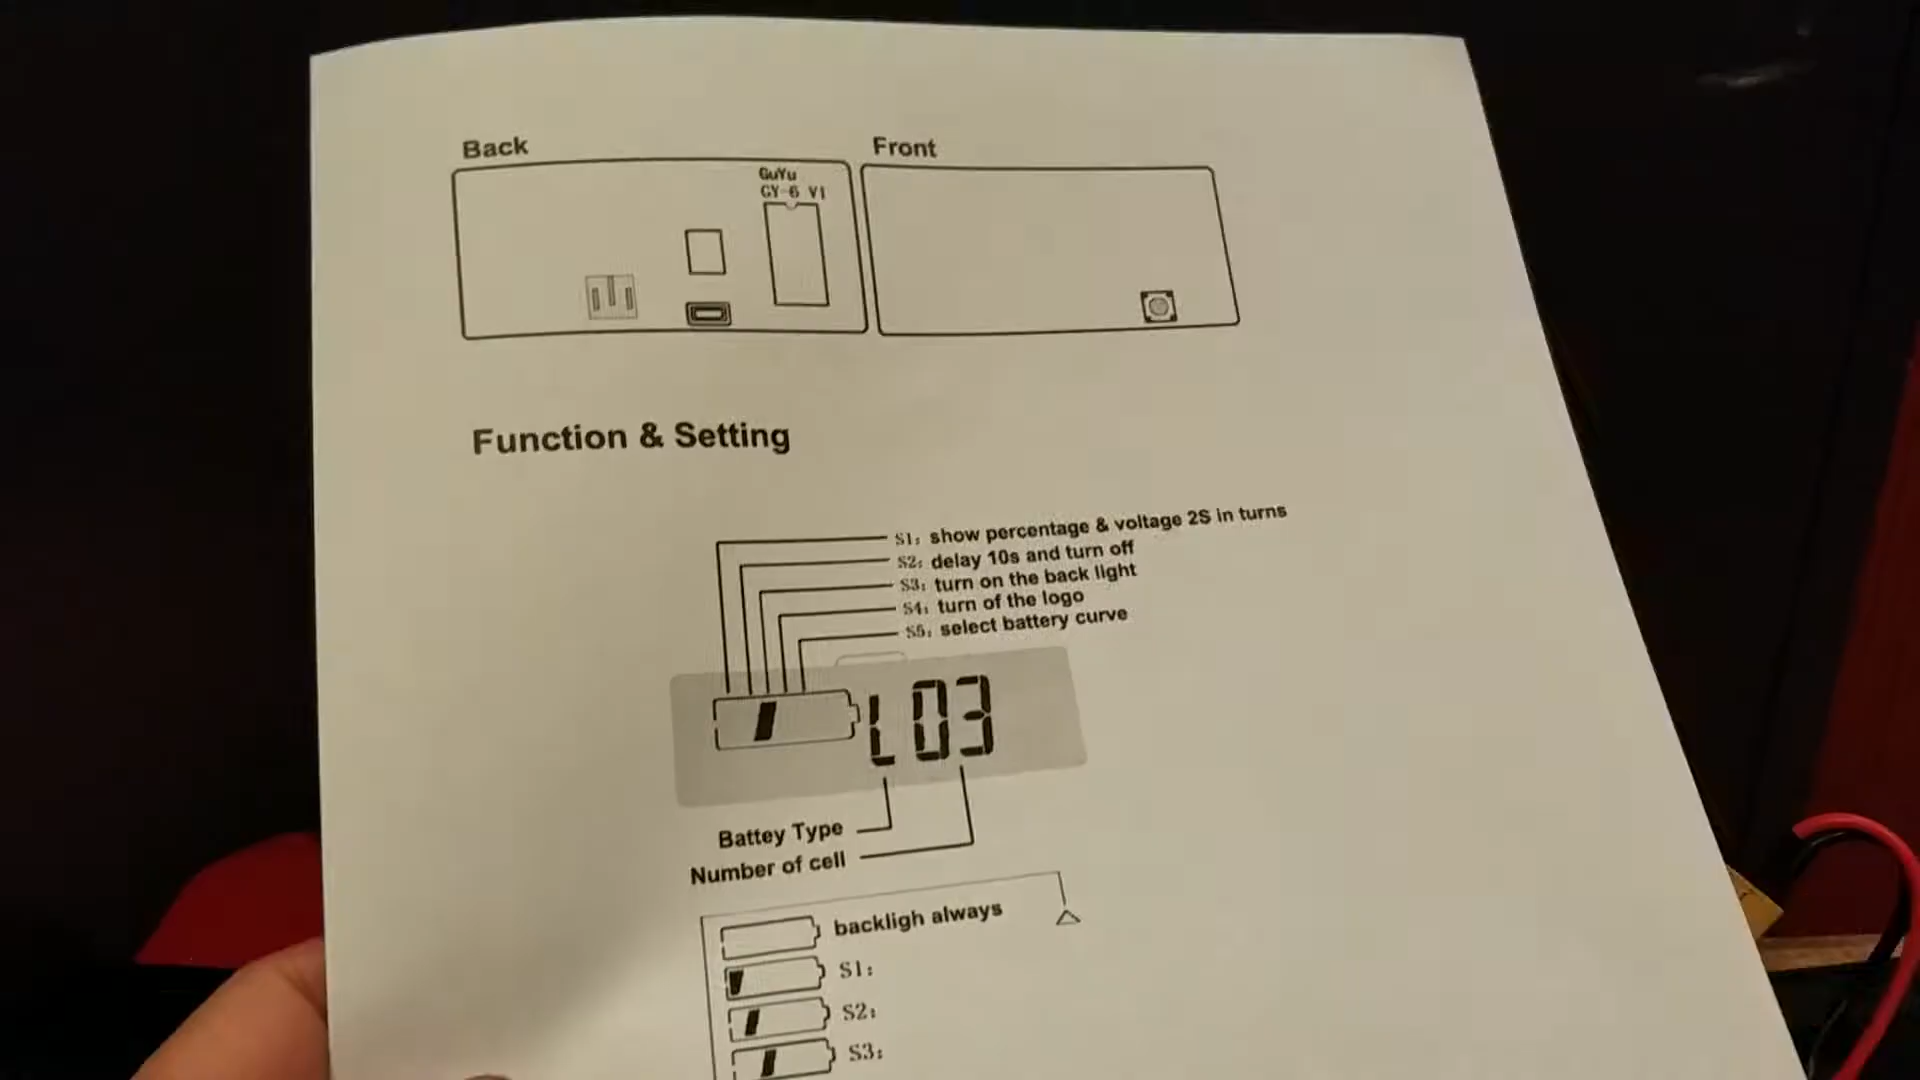 Back
Front
GuYu
GY-6 V1
Function & Setting
S1: show percentage & voltage 2S in turns
S2: delay 10s and turn off
S3: turn on the back light
S4: turn of the logo
S5: select battery curve
L03
Battey Type
Number of cell
backligh always
S1:
S2:
S3: